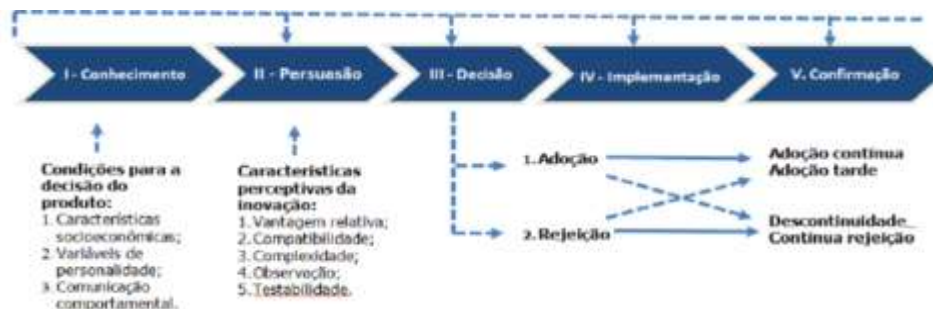 I - Conhecimento
II - Persuasão
III - Decisão
IV - Implementação
V. Confirmação
Condições para a
decisão do
produto:
1. Características
socioeconômicas;
2. Variáveis de
personalidade;
3. Comunicação
comportamental.
Características
perceptivas da
inovação:
1. Vantagem relativa;
2. Compatibilidade;
3. Complexidade;
4. Observação;
5. Testabilidade.
1. Adoção
2. Rejeição
Adoção contínua
Adoção tarde
Descontinuidade
Contínua rejeição